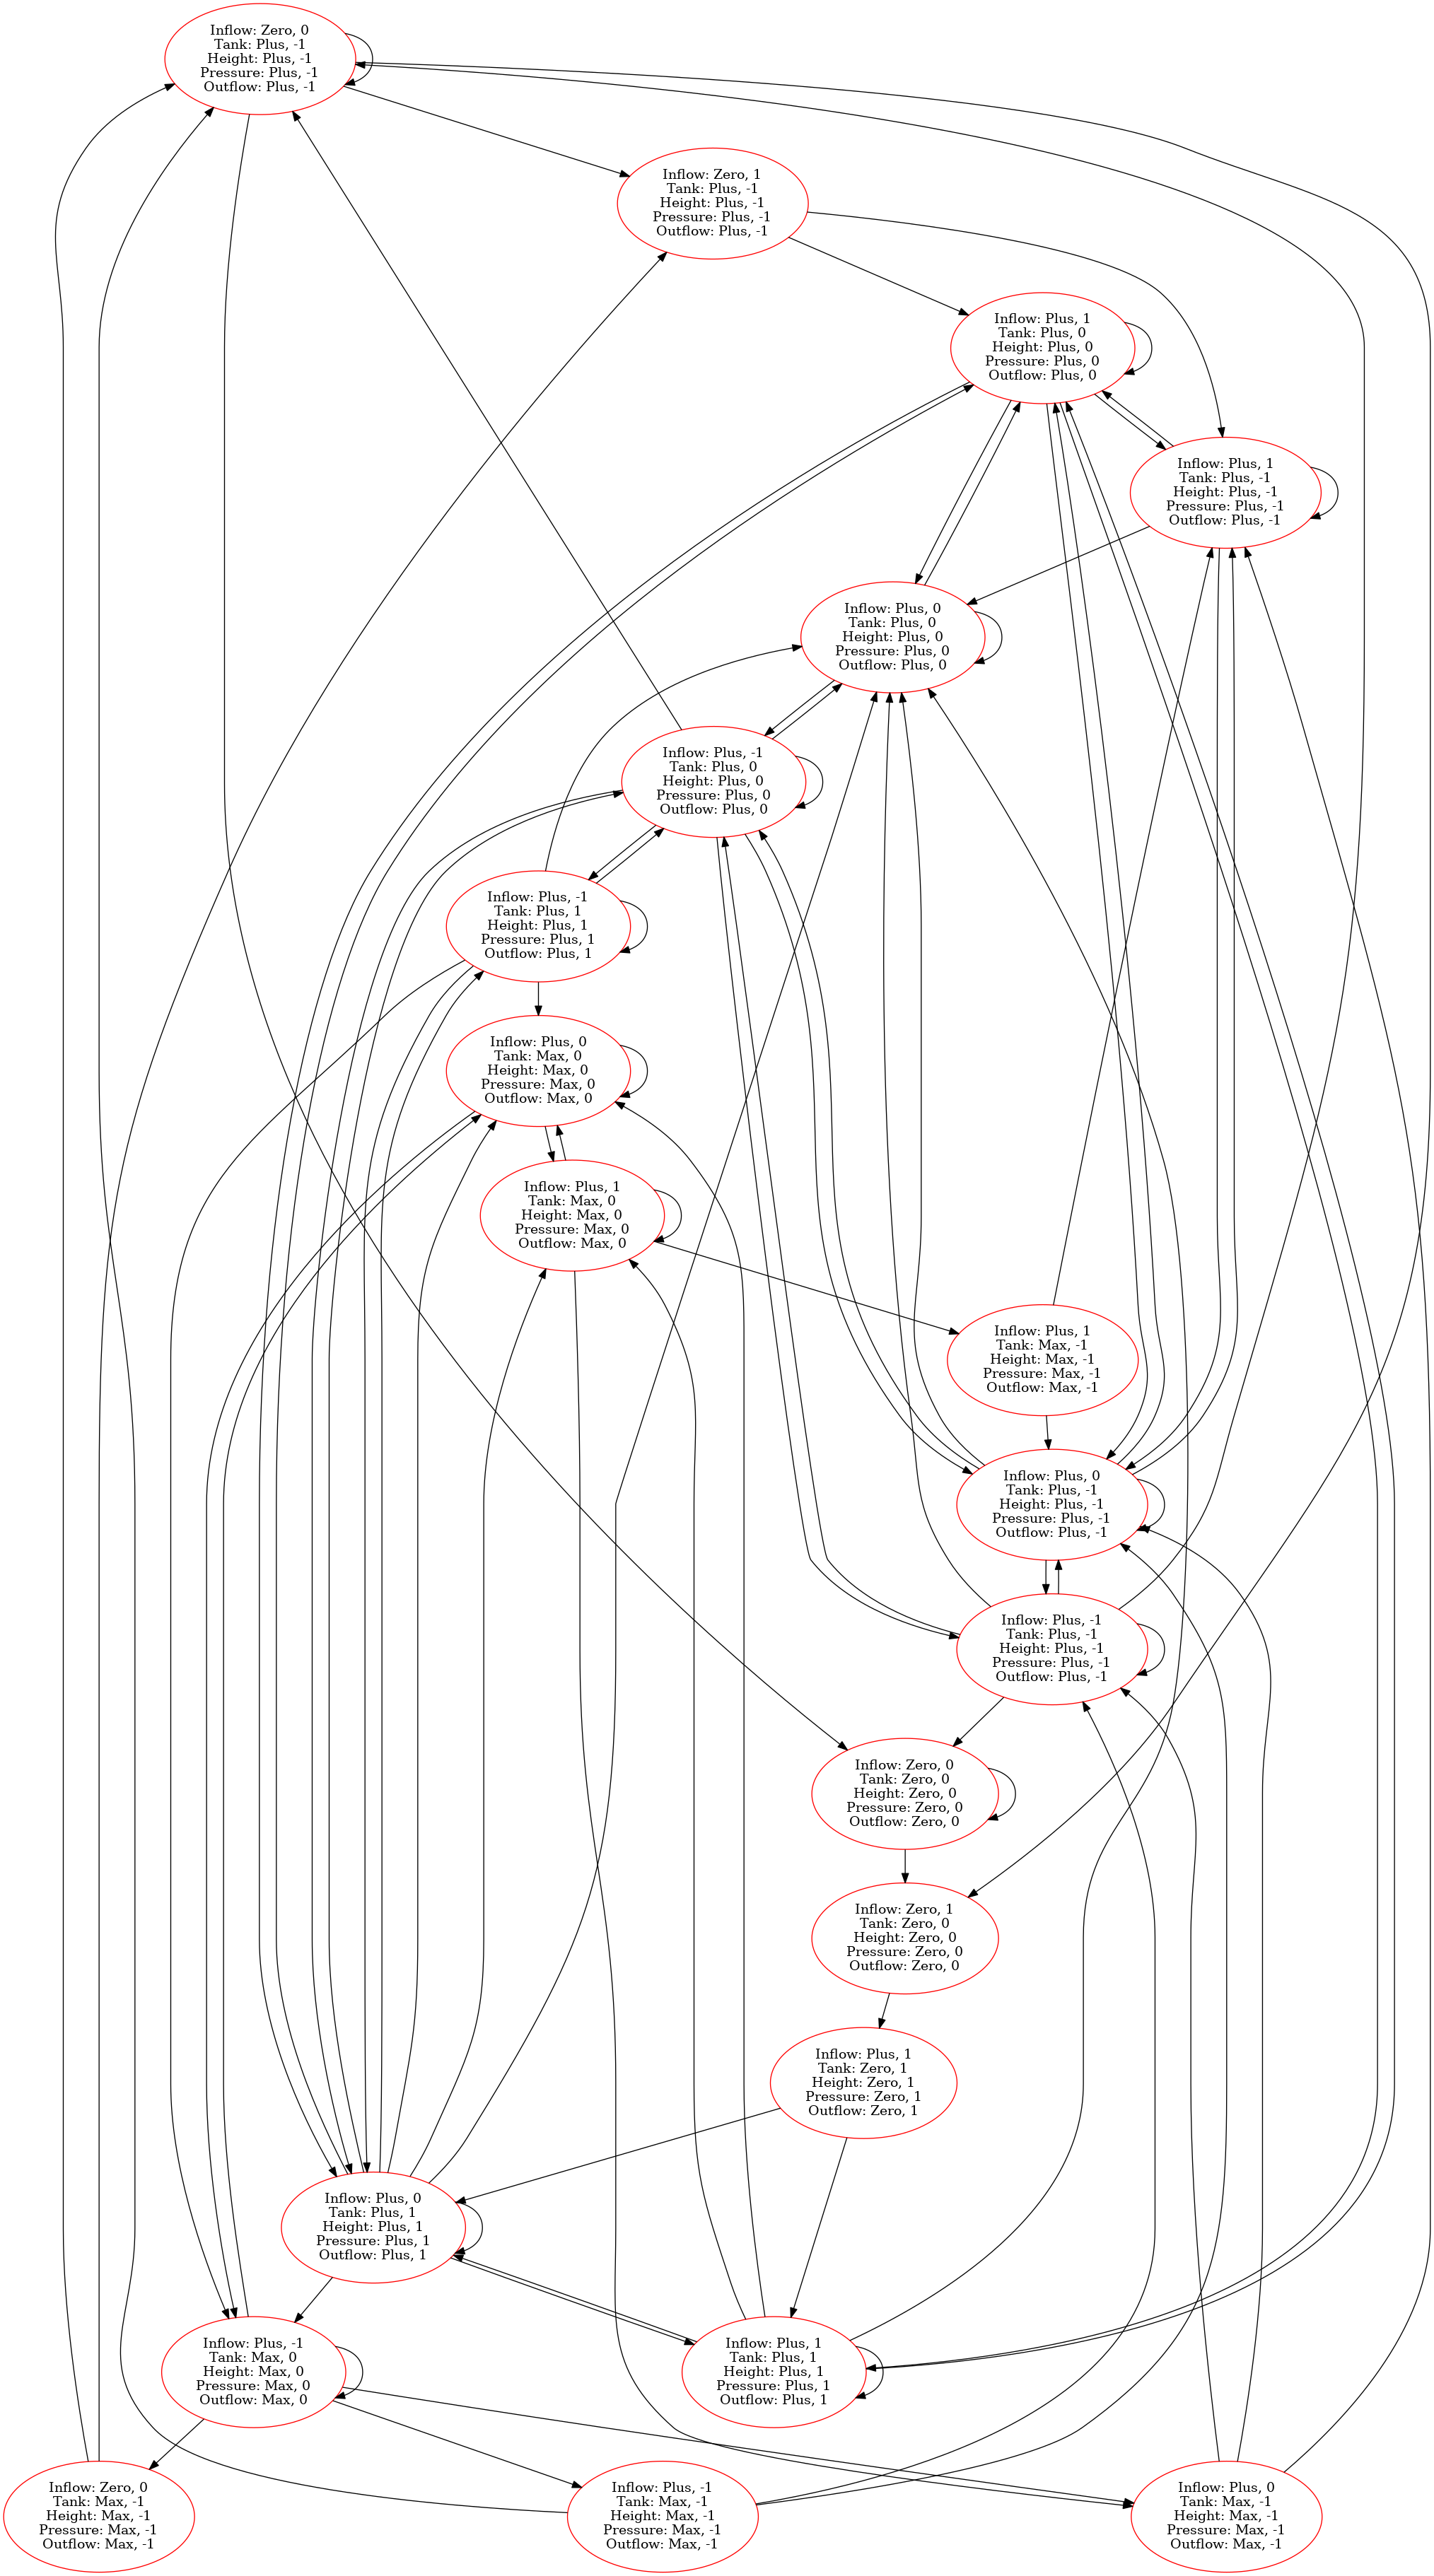 Inflow: Zero, 0
Tank: Plus, -1
Height: Plus, -1
Pressure: Plus, -1
Outflow: Plus, -1
Inflow: Zero, 1
Tank: Plus, -1
Height: Plus, -1
Pressure: Plus, -1
Outflow: Plus, -1
Inflow: Plus, 1
Tank: Plus, 0
Height: Plus, 0
Pressure: Plus, 0
Outflow: Plus, 0
Inflow: Plus, 1
Tank: Plus, -1
Height: Plus, -1
Pressure: Plus, -1
Outflow: Plus, -1
Inflow: Plus, 0
Tank: Plus, 0
Height: Plus, 0
Pressure: Plus, 0
Outflow: Plus, 0
Inflow: Plus, -1
Tank: Plus, 0
Height: Plus, 0
Pressure: Plus, 0
Outflow: Plus, 0
Inflow: Plus, -1
Tank: Plus, 1
Height: Plus, 1
Pressure: Plus, 1
Outflow: Plus, 1
Inflow: Plus, 0
Tank: Max, 0
Height: Max, 0
Pressure: Max, 0
Outflow: Max, 0
Inflow: Plus, 1
Tank: Max, 0
Height: Max, 0
Pressure: Max, 0
Outflow: Max, 0
Inflow: Plus, 1
Tank: Max, -1
Height: Max, -1
Pressure: Max, -1
Outflow: Max, -1
Inflow: Plus, 0
Tank: Plus, -1
Height: Plus, -1
Pressure: Plus, -1
Outflow: Plus, -1
Inflow: Plus, -1
Tank: Plus, -1
Height: Plus, -1
Pressure: Plus, -1
Outflow: Plus, -1
Inflow: Zero, 0
Tank: Zero, 0
Height: Zero, 0
Pressure: Zero, 0
Outflow: Zero, 0
Inflow: Zero, 1
Tank: Zero, 0
Height: Zero, 0
Pressure: Zero, 0
Outflow: Zero, 0
Inflow: Plus, 1
Tank: Zero, 1
Height: Zero, 1
Pressure: Zero, 1
Outflow: Zero, 1
Inflow: Plus, 0
Tank: Plus, 1
Height: Plus, 1
Pressure: Plus, 1
Outflow: Plus, 1
Inflow: Plus, -1
Tank: Max, 0
Height: Max, 0
Pressure: Max, 0
Outflow: Max, 0
Inflow: Plus, 1
Tank: Plus, 1
Height: Plus, 1
Pressure: Plus, 1
Outflow: Plus, 1
Inflow: Zero, 0
Tank: Max, -1
Height: Max, -1
Pressure: Max, -1
Outflow: Max, -1
Inflow: Plus, -1
Tank: Max, -1
Height: Max, -1
Pressure: Max, -1
Outflow: Max, -1
Inflow: Plus, 0
Tank: Max, -1
Height: Max, -1
Pressure: Max, -1
Outflow: Max, -1